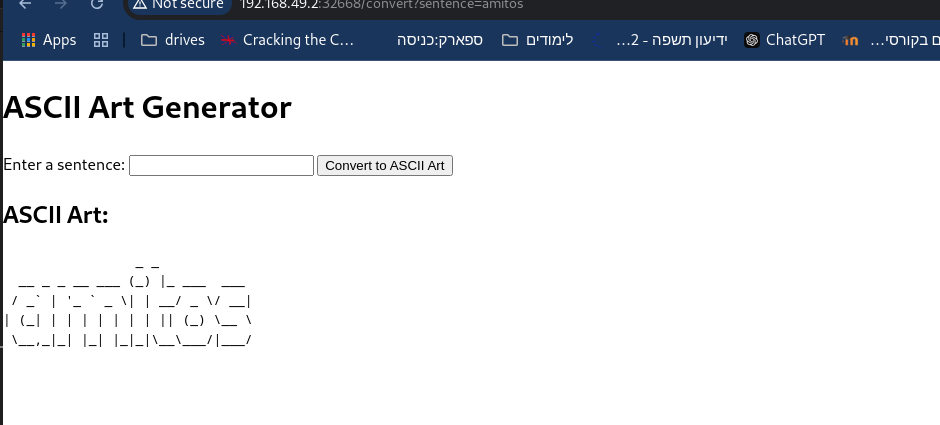 Not secure 192.168.49.2:32668/convert?sentence=amitos
Apps drives Cracking the C... ספארק:כניסה לימודים ידיעון תשפה - 2... ChatGPT ...ם בקורסי
ASCII Art Generator
Enter a sentence: Convert to ASCII Art
ASCII Art:
                 _ _
  __ _ _ __ ___ (_) |_ ___  ___
 / _` | '_ ` _ \| | __/ _ \/ __|
| (_| | | | | | | | || (_) \__ \
 \__,_|_| |_| |_|_|\__\___/|___/